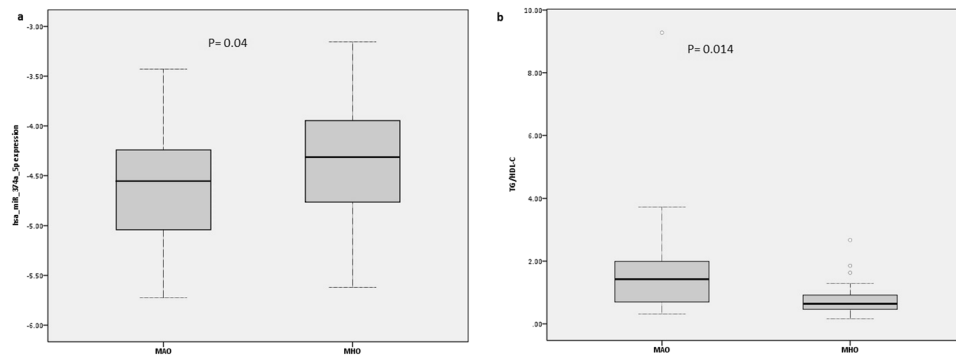 a
P= 0.04
-3.00
-3.50
-4.00
-4.50
-5.00
-5.50
-6.00
hsa_miR_374a_5p expression
MAO
MHO
b
P= 0.014
10.00
8.00
6.00
4.00
2.00
.00
TG/HDL-C
MAO
MHO